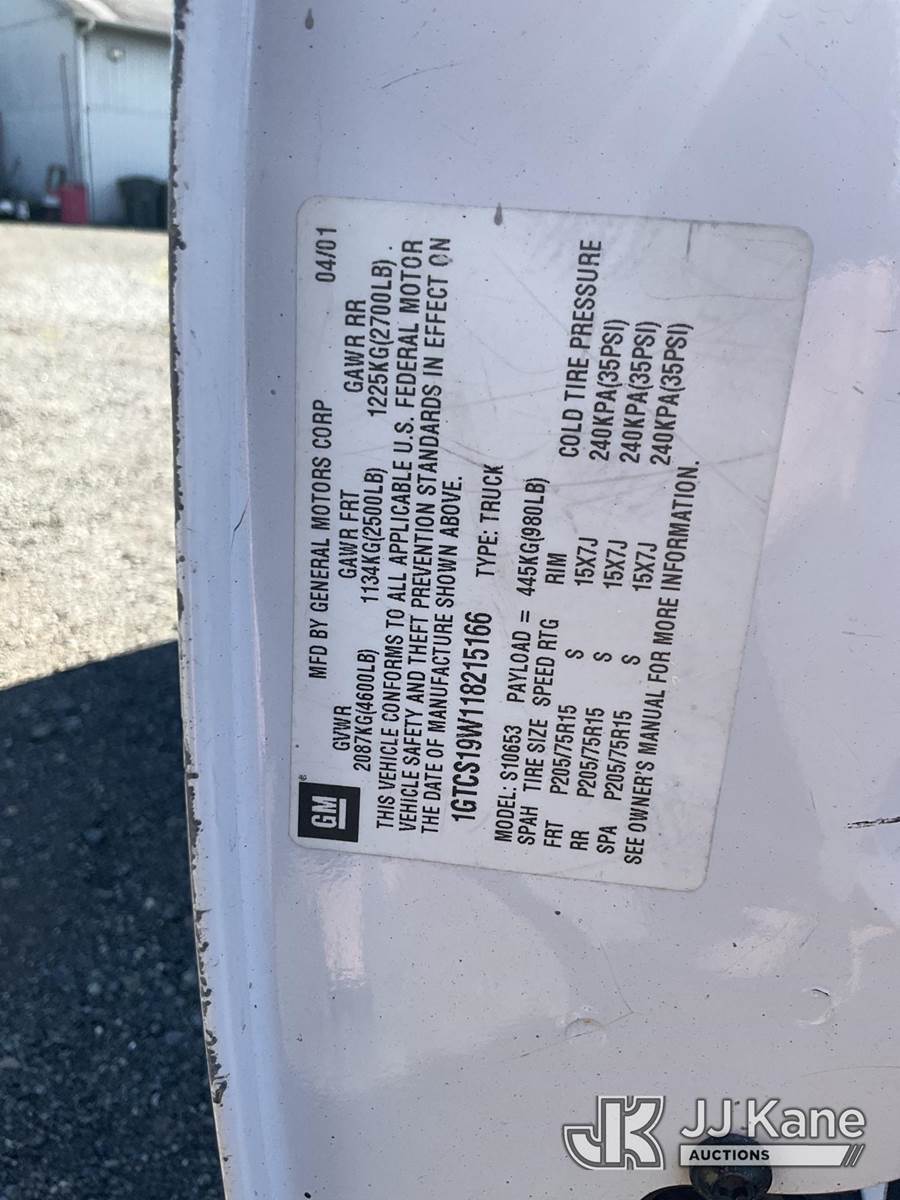 MFD BY GENERAL MOTORS CORP 04/01
GVWR GAWR FRT GAWR RR
2087KG(4600LB) 1134KG(2500LB) 1225KG(2700LB)
THIS VEHICLE CONFORMS TO ALL APPLICABLE U.S. FEDERAL MOTOR
VEHICLE SAFETY AND THEFT PREVENTION STANDARDS IN EFFECT ON
THE DATE OF MANUFACTURE SHOWN ABOVE.
1GTCS19W118215166 TYPE: TRUCK
MODEL: S10653 PAYLOAD = 445KG(980LB)
SPAH TIRE SIZE SPEED RTG RIM COLD TIRE PRESSURE
FRT P205/75R15 S 15X7J 240KPA(35PSI)
RR P205/75R15 S 15X7J 240KPA(35PSI)
SPA P205/75R15 S 15X7J 240KPA(35PSI)
SEE OWNER'S MANUAL FOR MORE INFORMATION.
GM
JK JJ Kane
AUCTIONS